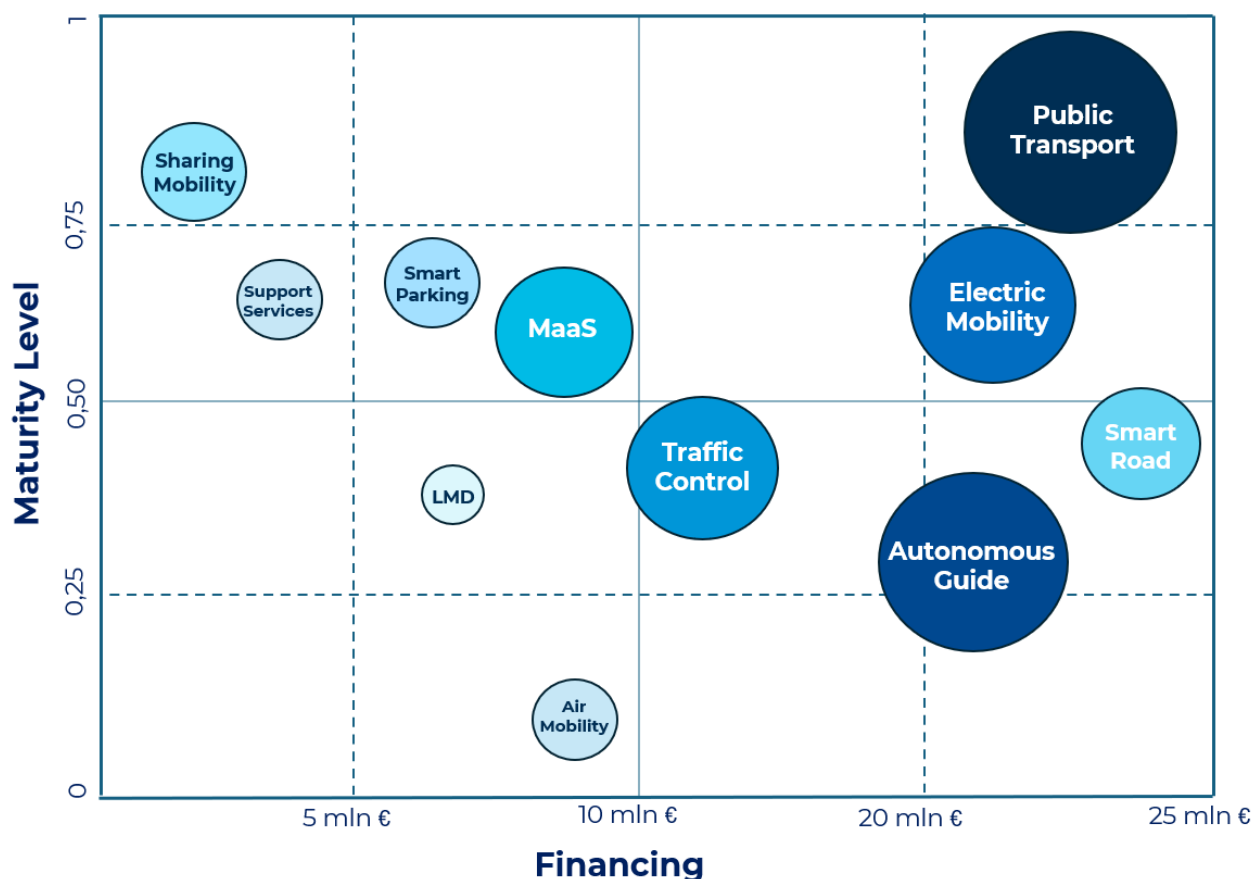 1
0,75
0,50
0,25
0
Maturity Level
Public
Transport
Sharing
Mobility
Support
Services
Smart
Parking
MaaS
Electric
Mobility
Traffic
Control
Smart
Road
LMD
Autonomous
Guide
Air
Mobility
5 mln €
10 mln €
20 mln €
25 mln €
Financing